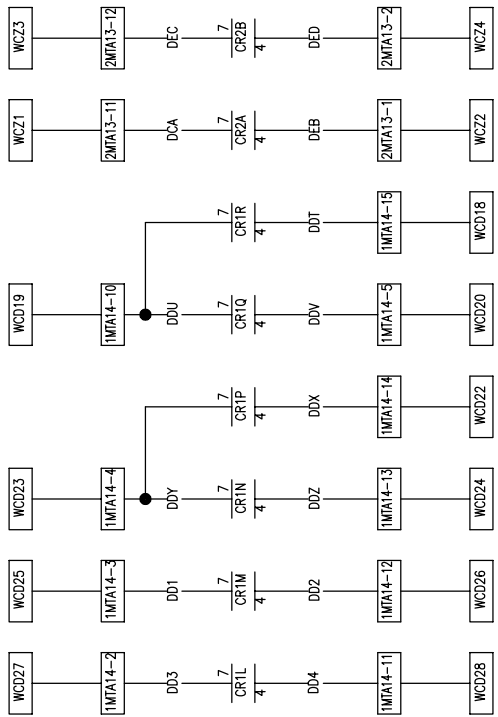 WCZ3
2MTA13-12
DEC
7
CR2B
4
DED
2MTA13-2
WCZ4
WCZ1
2MTA13-11
DCA
7
CR2A
4
DEB
2MTA13-1
WCZ2
7
CR1R
4
DDT
1MTA14-15
WCD18
WCD19
1MTA14-10
DDU
7
CR1Q
4
DDV
1MTA14-5
WCD20
7
CR1P
4
DDX
1MTA14-14
WCD22
WCD23
1MTA14-4
DDY
7
CR1N
4
DDZ
1MTA14-13
WCD24
WCD25
1MTA14-3
DD1
7
CR1M
4
DD2
1MTA14-12
WCD26
WCD27
1MTA14-2
DD3
7
CR1L
4
DD4
1MTA14-11
WCD28